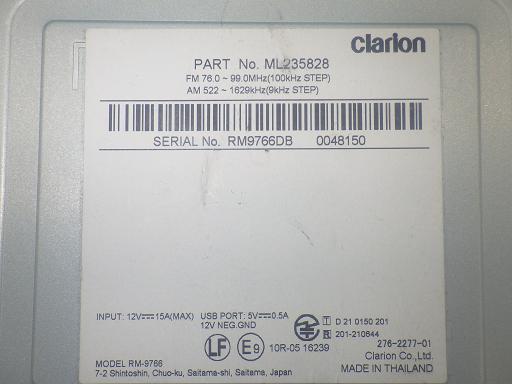 clarion
PART No. ML235828
FM 76.0 ~ 99.0MHz(100kHz STEP)
AM 522 ~ 1629kHz(9kHz STEP)
SERIAL No. RM9766DB 0048150
INPUT: 12V⎓15A(MAX) USB PORT: 5V⎓0.5A
12V NEG.GND
T D 21 0150 201
R 201-210644
LF E9 10R-05 16239
276-2277-01
Clarion Co.,Ltd.
MODEL RM-9766
7-2 Shintoshin, Chuo-ku, Saitama-shi, Saitama, Japan
MADE IN THAILAND